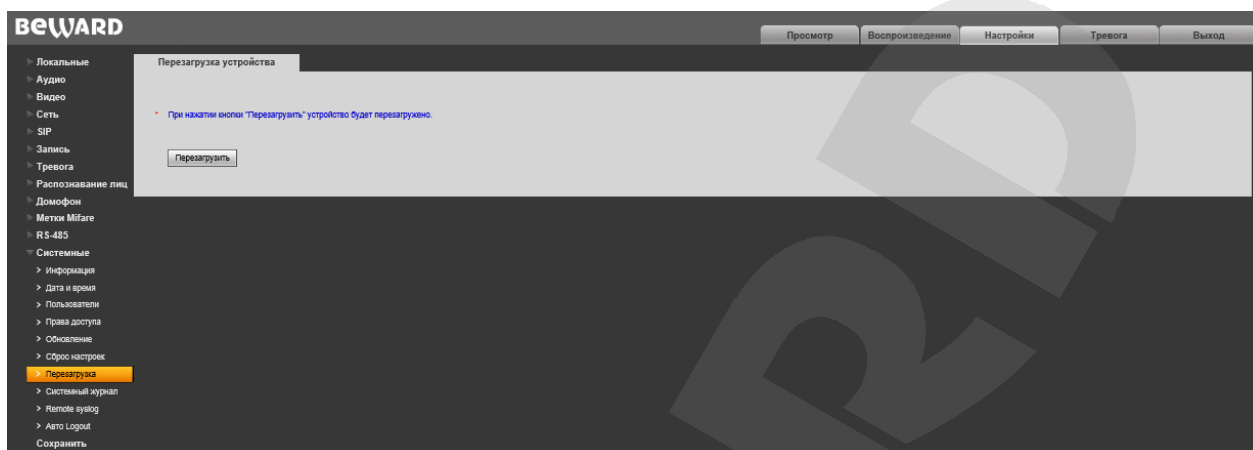 BEWARD
Просмотр
Воспроизведение
Настройки
Тревога
Выход
Локальные
Аудио
Видео
Сеть
SIP
Запись
Тревога
Распознавание лиц
Домофон
Метки Mifare
RS-485
Системные
> Информация
> Дата и время
> Пользователи
> Права доступа
> Обновление
> Сброс настроек
> Перезагрузка
> Системный журнал
> Remote syslog
> Авто Logout
Сохранить
Перезагрузка устройства
* При нажатии кнопки "Перезагрузить" устройство будет перезагружено.
Перезагрузить
RD